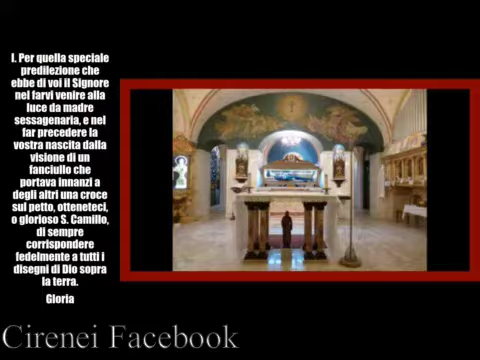 I. Per quella speciale
predilezione che
ebbe di voi il Signore
nel farvi venire alla
luce da madre
sessagenaria, e nel
far precedere la
vostra nascita dalla
visione di un
fanciullo che
portava innanzi a
degli altri una croce
sul petto, otteneteci,
o glorioso S. Camillo,
di sempre
corrispondere
fedelmente a tutti i
disegni di Dio sopra
la terra.
Gloria
Cirenei Facebook